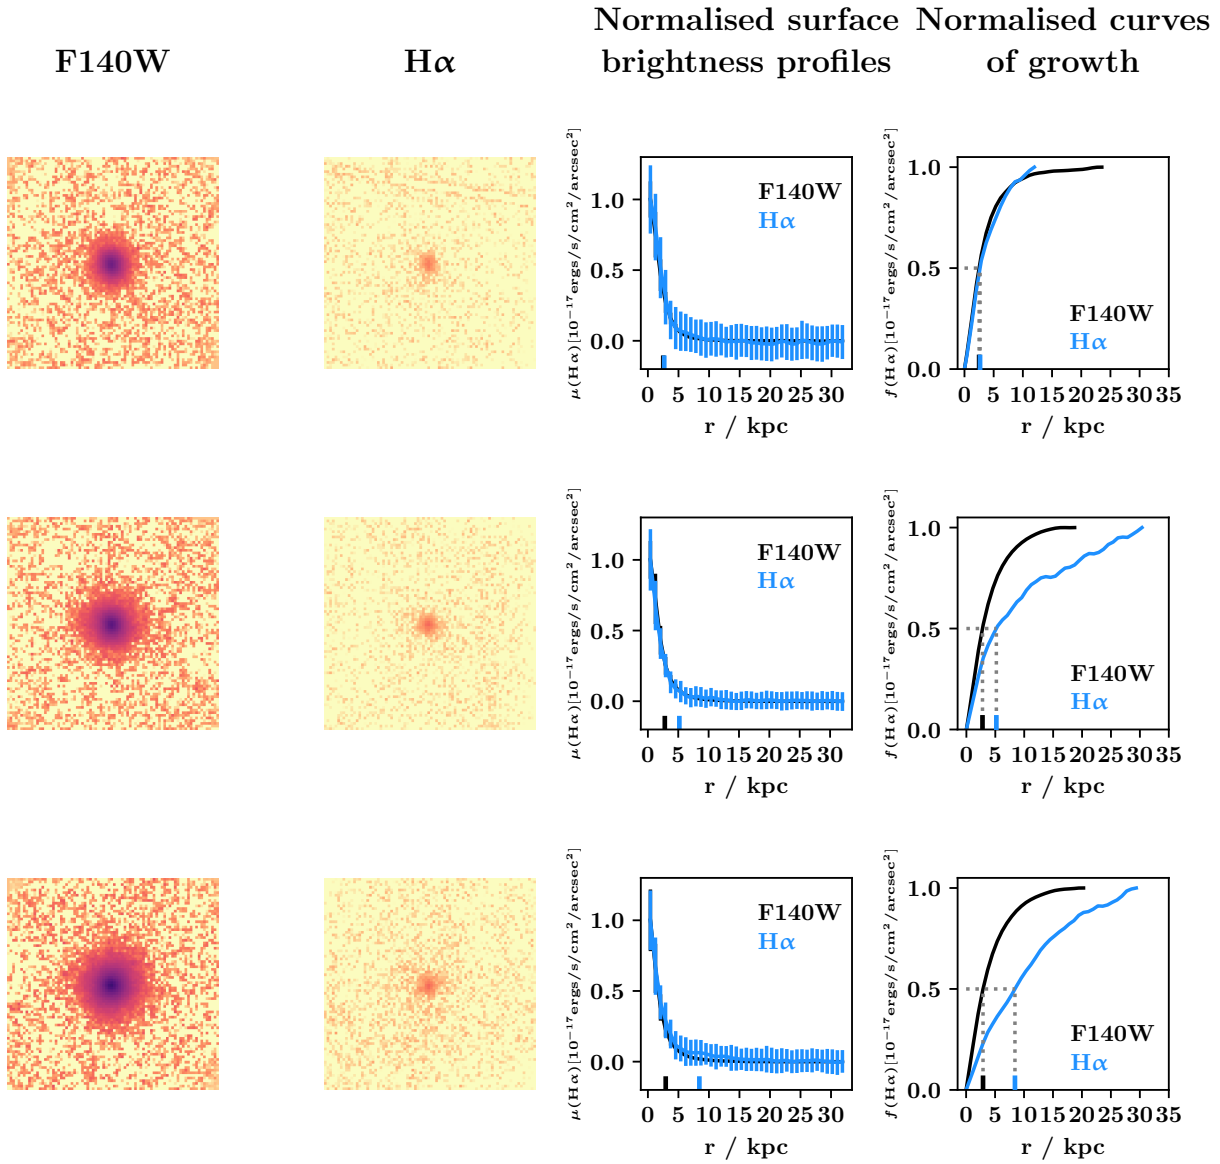 F140W
Hα
Normalised surface
brightness profiles
Normalised curves
of growth
μ(Hα)[10⁻¹⁷ergs/s/cm²/arcsec²]
1.0
0.5
0.0
F140W
Hα
0 5 10 15 20 25 30
r / kpc
f(Hα)[10⁻¹⁷ergs/s/cm²/arcsec²]
1.0
0.5
0.0
F140W
Hα
0 5 10 15 20 25 30 35
r / kpc
μ(Hα)[10⁻¹⁷ergs/s/cm²/arcsec²]
1.0
0.5
0.0
F140W
Hα
0 5 10 15 20 25 30
r / kpc
f(Hα)[10⁻¹⁷ergs/s/cm²/arcsec²]
1.0
0.5
0.0
F140W
Hα
0 5 10 15 20 25 30 35
r / kpc
μ(Hα)[10⁻¹⁷ergs/s/cm²/arcsec²]
1.0
0.5
0.0
F140W
Hα
0 5 10 15 20 25 30
r / kpc
f(Hα)[10⁻¹⁷ergs/s/cm²/arcsec²]
1.0
0.5
0.0
F140W
Hα
0 5 10 15 20 25 30 35
r / kpc